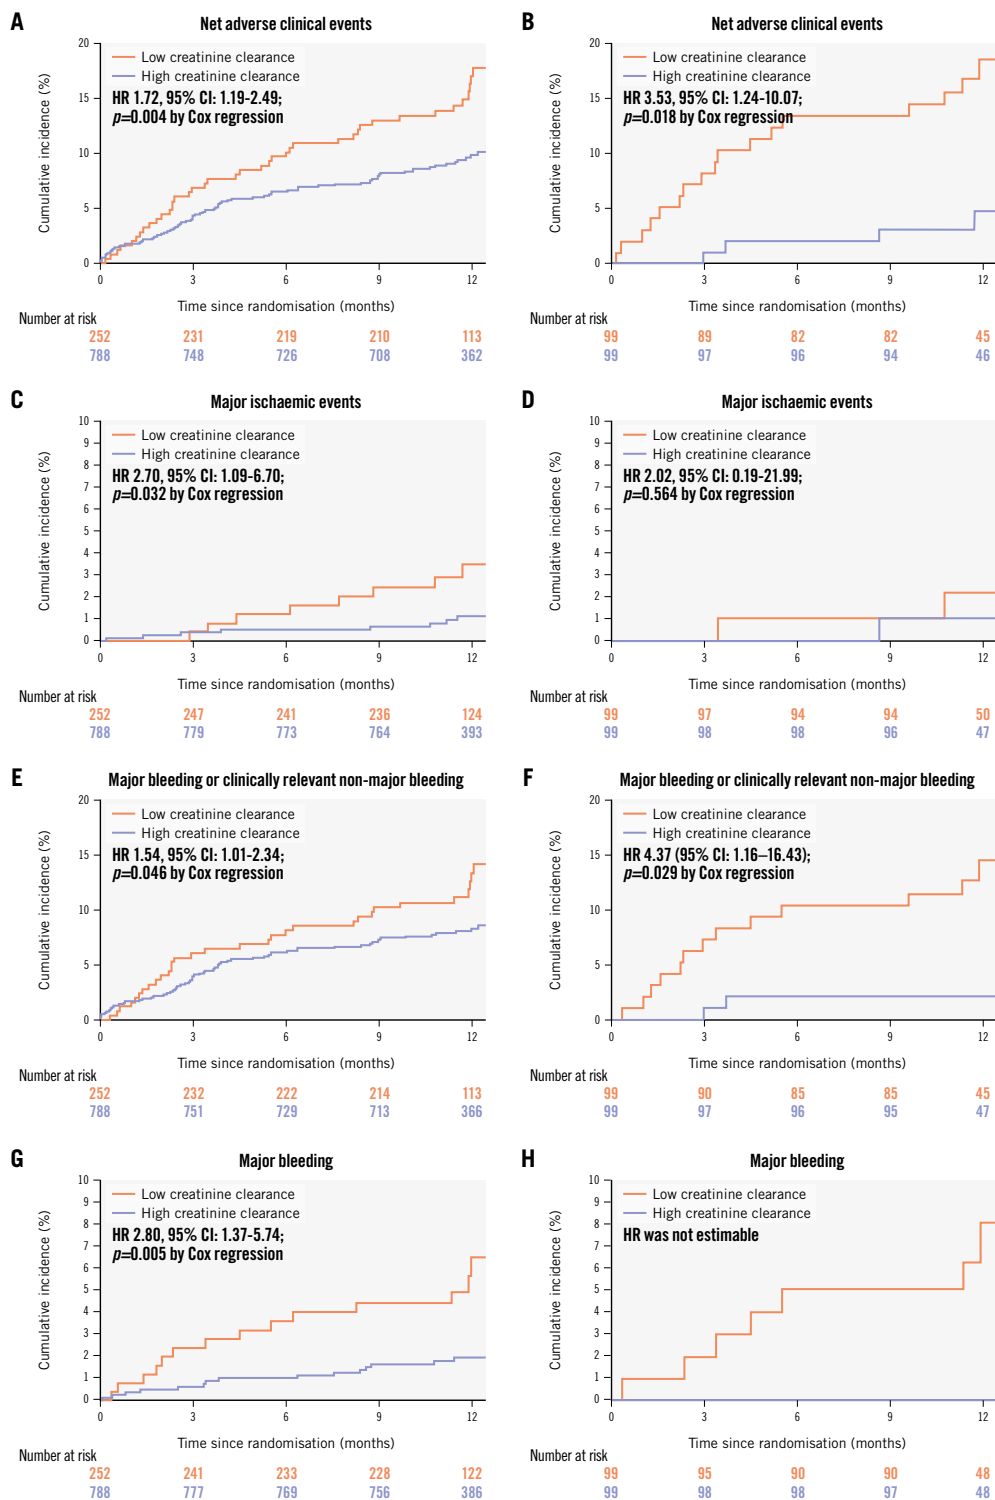 A
Net adverse clinical events
Cumulative incidence (%)
20
15
10
5
0
Low creatinine clearance
High creatinine clearance
HR 1.72, 95% CI: 1.19-2.49;
p=0.004 by Cox regression
0 3 6 9 12
Time since randomisation (months)
Number at risk
252 231 219 210 113
788 748 726 708 362
B
Net adverse clinical events
Cumulative incidence (%)
20
15
10
5
0
Low creatinine clearance
High creatinine clearance
HR 3.53, 95% CI: 1.24-10.07;
p=0.018 by Cox regression
0 3 6 9 12
Time since randomisation (months)
Number at risk
99 89 82 82 45
99 97 96 94 46
C
Major ischaemic events
Cumulative incidence (%)
10
9
8
7
6
5
4
3
2
1
0
Low creatinine clearance
High creatinine clearance
HR 2.70, 95% CI: 1.09-6.70;
p=0.032 by Cox regression
0 3 6 9 12
Time since randomisation (months)
Number at risk
252 247 241 236 124
788 779 773 764 393
D
Major ischaemic events
Cumulative incidence (%)
10
9
8
7
6
5
4
3
2
1
0
Low creatinine clearance
High creatinine clearance
HR 2.02, 95% CI: 0.19-21.99;
p=0.564 by Cox regression
0 3 6 9 12
Time since randomisation (months)
Number at risk
99 97 94 94 50
99 98 98 96 47
E
Major bleeding or clinically relevant non-major bleeding
Cumulative incidence (%)
20
15
10
5
0
Low creatinine clearance
High creatinine clearance
HR 1.54, 95% CI: 1.01-2.34;
p=0.046 by Cox regression
0 3 6 9 12
Time since randomisation (months)
Number at risk
252 232 222 214 113
788 751 729 713 366
F
Major bleeding or clinically relevant non-major bleeding
Cumulative incidence (%)
20
15
10
5
0
Low creatinine clearance
High creatinine clearance
HR 4.37 (95% CI: 1.16–16.43);
p=0.029 by Cox regression
0 3 6 9 12
Time since randomisation (months)
Number at risk
99 90 85 85 45
99 97 96 95 47
G
Major bleeding
Cumulative incidence (%)
10
9
8
7
6
5
4
3
2
1
0
Low creatinine clearance
High creatinine clearance
HR 2.80, 95% CI: 1.37-5.74;
p=0.005 by Cox regression
0 3 6 9 12
Time since randomisation (months)
Number at risk
252 241 233 228 122
788 777 769 756 386
H
Major bleeding
Cumulative incidence (%)
10
9
8
7
6
5
4
3
2
1
0
Low creatinine clearance
High creatinine clearance
HR was not estimable
0 3 6 9 12
Time since randomisation (months)
Number at risk
99 95 90 90 48
99 98 98 97 48